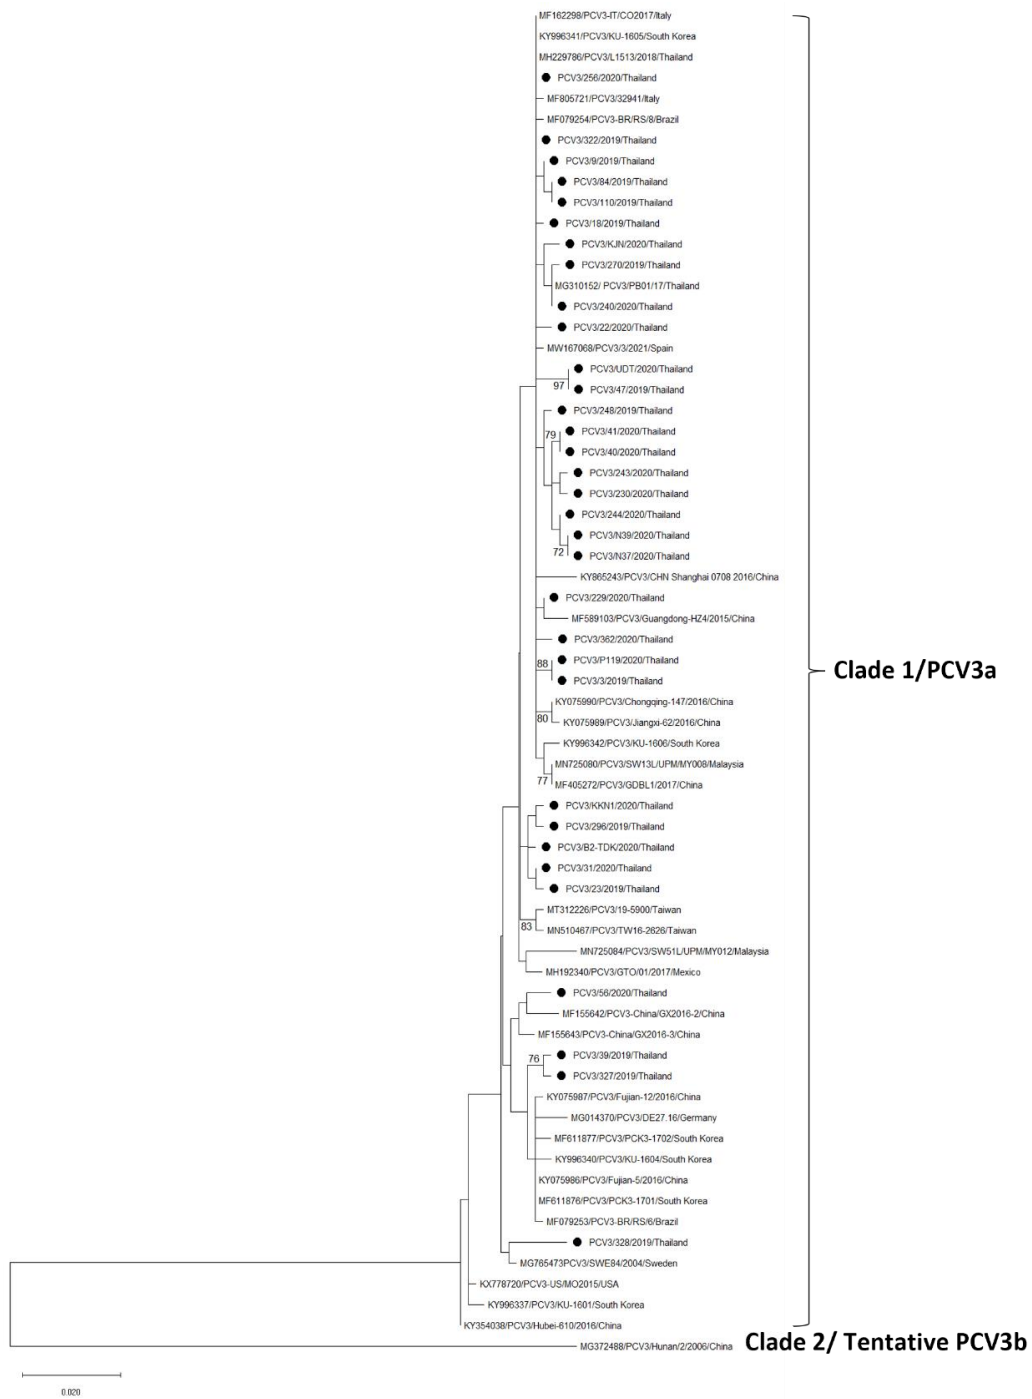 MF162298/PCV3-IT/CO2017/Italy
KY996341/PCV3/KU-1605/South Korea
MH229786/PCV3/L1513/2018/Thailand
PCV3/256/2020/Thailand
MF805721/PCV3/32941/Italy
MF079254/PCV3-BR/RS/8/Brazil
PCV3/322/2019/Thailand
PCV3/9/2019/Thailand
PCV3/84/2019/Thailand
PCV3/110/2019/Thailand
PCV3/18/2019/Thailand
PCV3/KJN/2020/Thailand
PCV3/270/2019/Thailand
MG310152/ PCV3/PB01/17/Thailand
PCV3/240/2020/Thailand
PCV3/22/2020/Thailand
MW167068/PCV3/3/2021/Spain
PCV3/UDT/2020/Thailand
97
PCV3/47/2019/Thailand
PCV3/248/2019/Thailand
79
PCV3/41/2020/Thailand
PCV3/40/2020/Thailand
PCV3/243/2020/Thailand
PCV3/230/2020/Thailand
PCV3/244/2020/Thailand
PCV3/N39/2020/Thailand
72
PCV3/N37/2020/Thailand
KY865243/PCV3/CHN Shanghai 0708 2016/China
PCV3/229/2020/Thailand
MF589103/PCV3/Guangdong-HZ4/2015/China
PCV3/362/2020/Thailand
88
PCV3/P119/2020/Thailand
Clade 1/PCV3a
PCV3/3/2019/Thailand
KY075990/PCV3/Chongqing-147/2016/China
80
KY075989/PCV3/Jiangxi-62/2016/China
KY996342/PCV3/KU-1606/South Korea
MN725080/PCV3/SW13L/UPM/MY008/Malaysia
77
MF405272/PCV3/GDBL1/2017/China
PCV3/KKN1/2020/Thailand
PCV3/296/2019/Thailand
PCV3/B2-TDK/2020/Thailand
PCV3/31/2020/Thailand
PCV3/23/2019/Thailand
MT312226/PCV3/19-5900/Taiwan
83
MN510467/PCV3/TW16-2626/Taiwan
MN725084/PCV3/SW51L/UPM/MY012/Malaysia
MH192340/PCV3/GTO/01/2017/Mexico
PCV3/56/2020/Thailand
MF155642/PCV3-China/GX2016-2/China
MF155643/PCV3-China/GX2016-3/China
76
PCV3/39/2019/Thailand
PCV3/327/2019/Thailand
KY075987/PCV3/Fujian-12/2016/China
MG014370/PCV3/DE27.16/Germany
MF611877/PCV3/PCK3-1702/South Korea
KY996340/PCV3/KU-1604/South Korea
KY075986/PCV3/Fujian-5/2016/China
MF611876/PCV3/PCK3-1701/South Korea
MF079253/PCV3-BR/RS/6/Brazil
PCV3/328/2019/Thailand
MG765473PCV3/SWE84/2004/Sweden
KX778720/PCV3-US/MO2015/USA
KY996337/PCV3/KU-1601/South Korea
KY354038/PCV3/Hubei-610/2016/China
MG372488/PCV3/Hunan/2/2006/China
Clade 2/ Tentative PCV3b
0.020